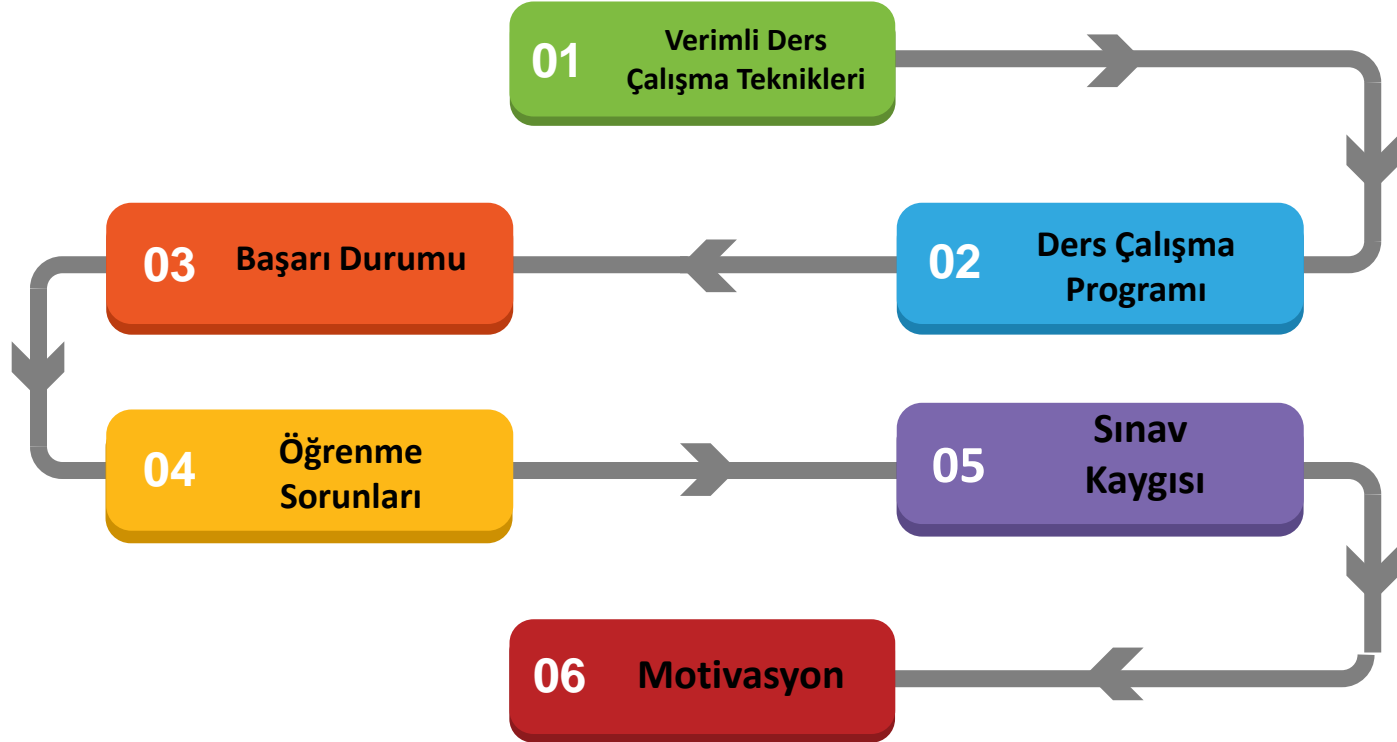 01
Verimli Ders
Çalışma Teknikleri
02
Ders Çalışma
Programı
03
Başarı Durumu
04
Öğrenme
Sorunları
05
Sınav
Kaygısı
06
Motivasyon